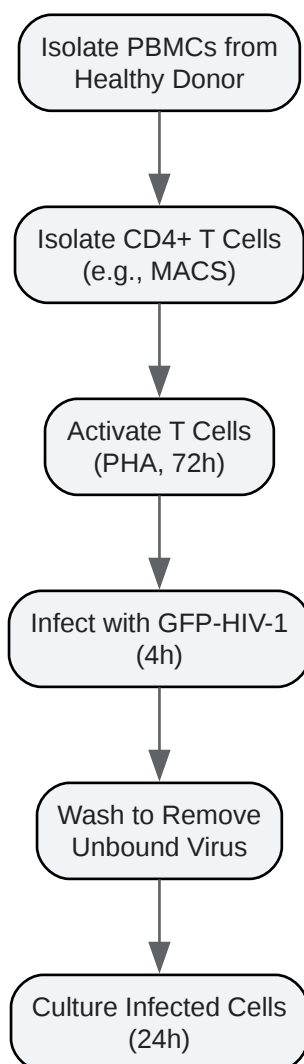 Isolate PBMCs from
Healthy Donor
Isolate CD4+ T Cells
(e.g., MACS)
Activate T Cells
(PHA, 72h)
Infect with GFP-HIV-1
(4h)
Wash to Remove
Unbound Virus
Culture Infected Cells
(24h)